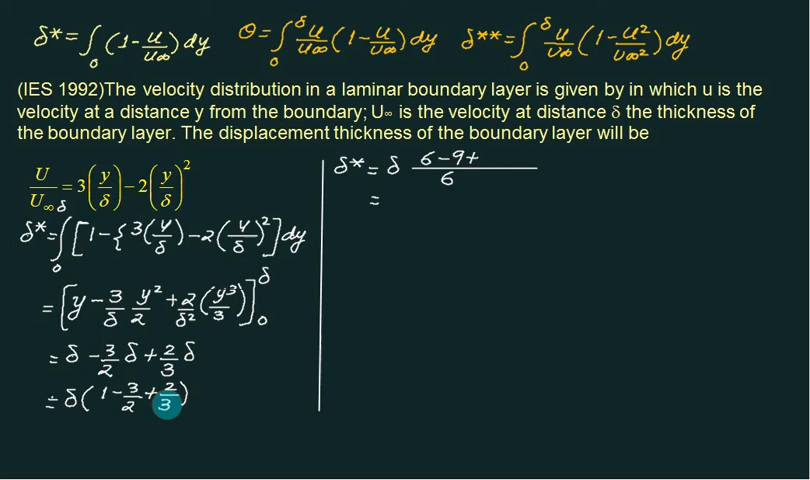 δ* = ∫₀ (1 - u/u∞) dy   θ = ∫₀^δ u/u∞ (1 - u/u∞) dy   δ** = ∫₀^δ u/u∞ (1 - u²/u∞²) dy
(IES 1992)The velocity distribution in a laminar boundary layer is given by in which u is the
velocity at a distance y from the boundary; U∞ is the velocity at distance δ the thickness of
the boundary layer. The displacement thickness of the boundary layer will be
U/U∞ = 3(y/δ) - 2(y/δ)²
δ* = ∫₀^δ [1 - {3(y/δ) - 2(y/δ)²] dy
= [y - 3/δ y²/2 + 2/δ² (y³/3)]₀^δ
= δ - 3/2 δ + 2/3 δ
= δ(1 - 3/2 + 2/3)
δ* = δ (6 - 9 +)/6
=